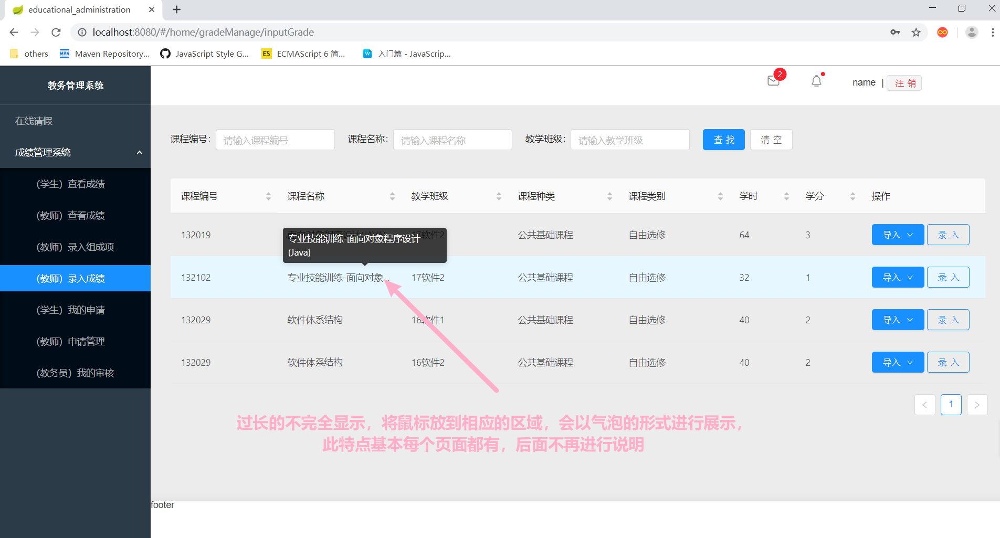 educational_administration
localhost:8080/#/home/gradeManage/inputGrade
others
Maven Repository...
JavaScript Style G...
ES
ECMAScript 6 简...
W
入门篇 - JavaScrip...
教务管理系统
2
name | 注 销
在线请假
成绩管理系统
（学生）查看成绩
（教师）查看成绩
（教师）录入组成项
（教师）录入成绩
（学生）我的申请
（教师）申请管理
（教务员）我的审核
课程编号: 请输入课程编号 课程名称: 请输入课程名称 教学班级: 请输入教学班级 查 找 清 空
课程编号 课程名称 教学班级 课程种类 课程类别 学时 学分 操作
132019 面向对象程序设计(JAVA) 17软件2 公共基础课程 自由选修 64 3 导入 录 入
专业技能训练-面向对象程序设计
(Java)
132102 专业技能训练-面向对象... 17软件2 公共基础课程 自由选修 32 1 导入 录 入
132029 软件体系结构 16软件1 公共基础课程 自由选修 40 2 导入 录 入
132029 软件体系结构 16软件2 公共基础课程 自由选修 40 2 导入 录 入
< 1 >
过长的不完全显示，将鼠标放到相应的区域，会以气泡的形式进行展示，
此特点基本每个页面都有，后面不再进行说明
footer